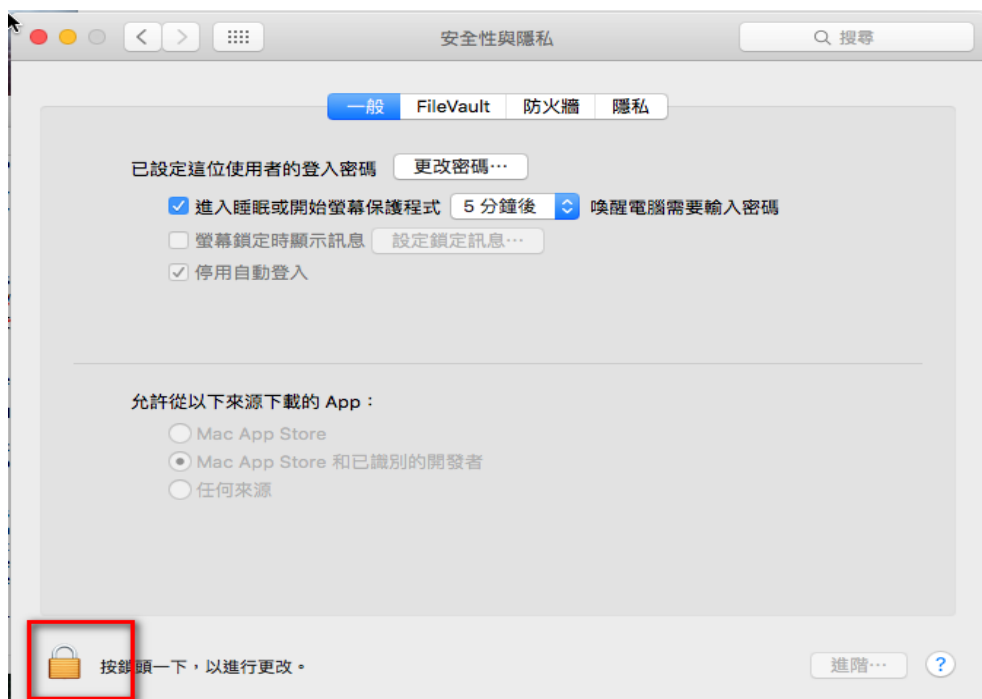 安全性與隱私
搜尋
一般 FileVault 防火牆 隱私
已設定這位使用者的登入密碼 更改密碼⋯
進入睡眠或開始螢幕保護程式 5 分鐘後 喚醒電腦需要輸入密碼
螢幕鎖定時顯示訊息 設定鎖定訊息⋯
停用自動登入
允許從以下來源下載的 App：
Mac App Store
Mac App Store 和已識別的開發者
任何來源
按鎖頭一下，以進行更改。 進階⋯ ?